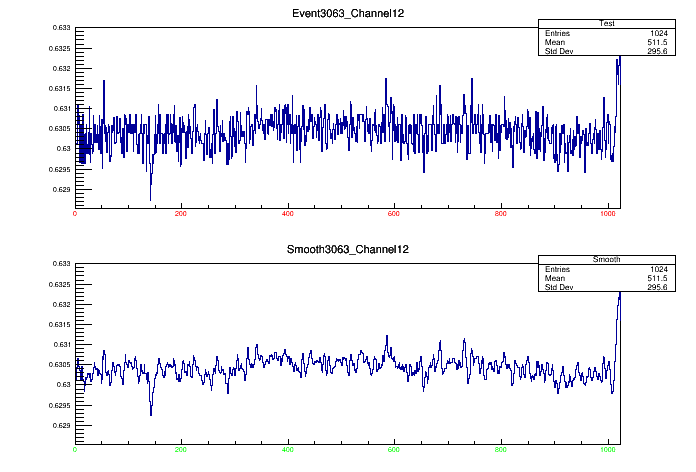 Event3063_Channel12
Test
Entries 1024
Mean 511.5
Std Dev 295.6
0.633
0.6325
0.632
0.6315
0.631
0.6305
0.63
0.6295
0.629
0 200 400 600 800 1000
Smooth3063_Channel12
Smooth
Entries 1024
Mean 511.5
Std Dev 295.6
0.633
0.6325
0.632
0.6315
0.631
0.6305
0.63
0.6295
0.629
0 200 400 600 800 1000